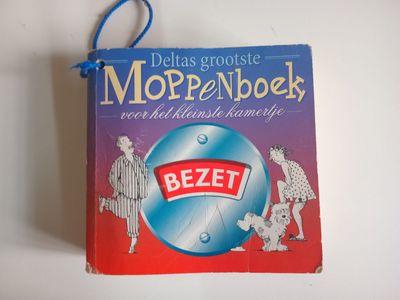 Deltas grootste
MOPPeNboek
voor het kleinste kamertje
BEZET